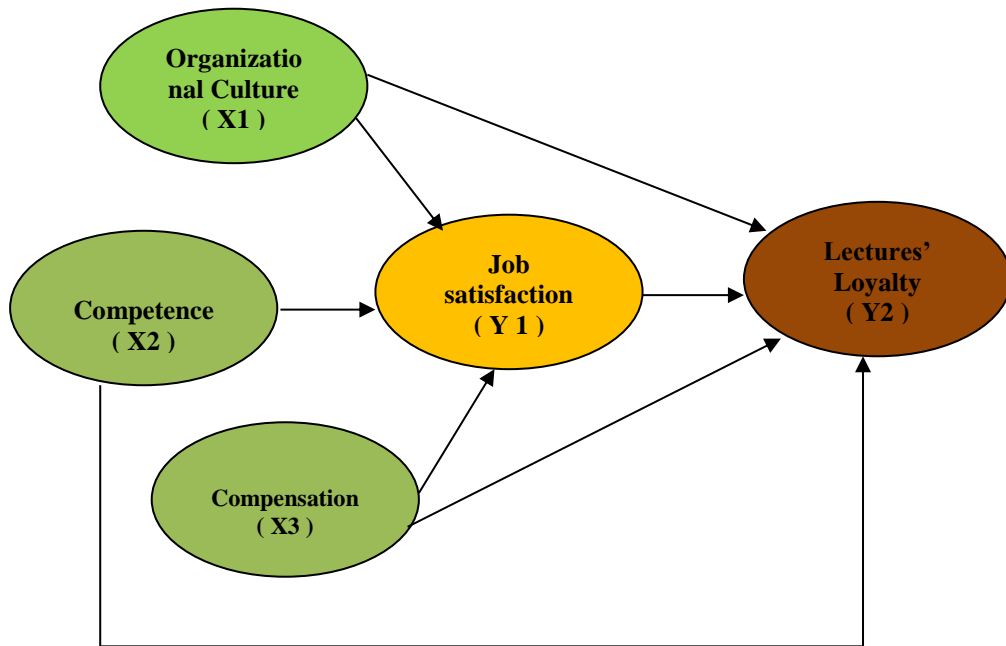 Organizatio
nal Culture
( X1 )
Job
satisfaction
( Y 1 )
Lectures’
Loyalty
( Y2 )
Competence
( X2 )
Compensation
( X3 )